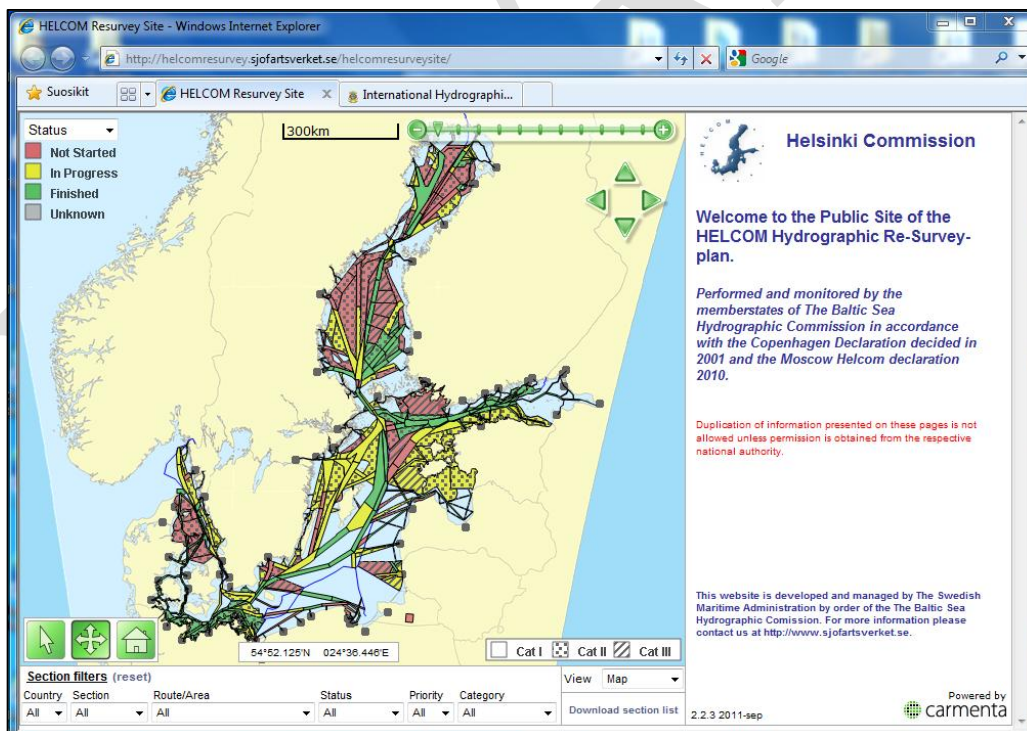 HELCOM Resurvey Site - Windows Internet Explorer
http://helcomresurvey.sjofartsverket.se/helcomresurveysite/
Google
Suosikit
HELCOM Resurvey Site
International Hydrographi...
Status
Not Started
In Progress
Finished
Unknown
300km
HELCOM
Helsinki Commission
Welcome to the Public Site of the
HELCOM Hydrographic Re-Survey-
plan.
Performed and monitored by the
memberstates of The Baltic Sea
Hydrographic Commission in accordance
with the Copenhagen Declaration decided in
2001 and the Moscow Helcom declaration
2010.
Duplication of information presented on these pages is not
allowed unless permission is obtained from the respective
national authority.
This website is developed and managed by The Swedish
Maritime Administration by order of the The Baltic Sea
Hydrographic Comission. For more information please
contact us at http://www.sjofartsverket.se.
54°52.125'N 024°36.446'E
Cat I Cat II Cat III
Section filters (reset)
Country Section Route/Area Status Priority Category
All All All All All All
View Map
Download section list
2.2.3 2011-sep
Powered by
carmenta